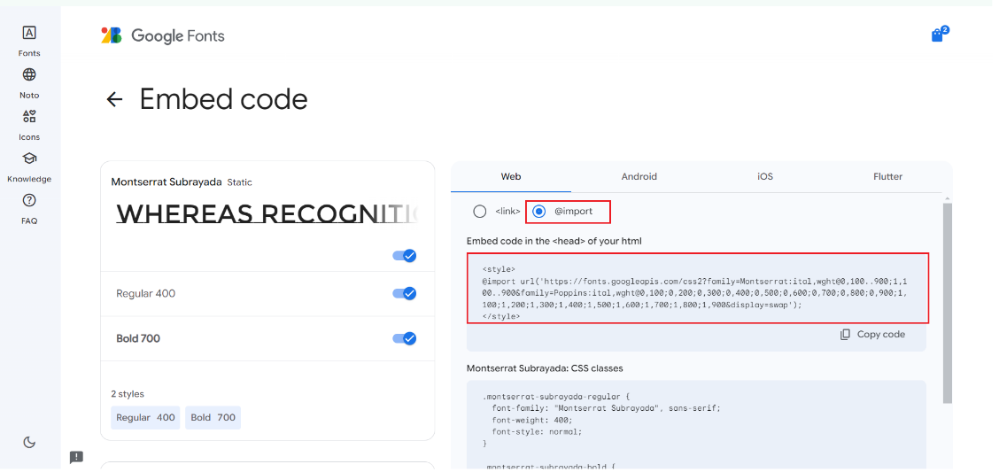 Google Fonts
2
Fonts
Noto
Icons
Knowledge
FAQ
Embed code
Montserrat Subrayada Static
WHEREAS RECOGNITI
Regular 400
Bold 700
2 styles
Regular 400 Bold 700
Web Android iOS Flutter
<link> @import
Embed code in the <head> of your html
<style>
@import url('https://fonts.googleapis.com/css2?family=Montserrat:ital,wght@0,100..900;1,1
00..900&family=Poppins:ital,wght@0,100;0,200;0,300;0,400;0,500;0,600;0,700;0,800;0,900;1,
100;1,200;1,300;1,400;1,500;1,600;1,700;1,800;1,900&display=swap');
</style>
Copy code
Montserrat Subrayada: CSS classes
.montserrat-subrayada-regular {
font-family: "Montserrat Subrayada", sans-serif;
font-weight: 400;
font-style: normal;
}
.montserrat-subrayada-bold {